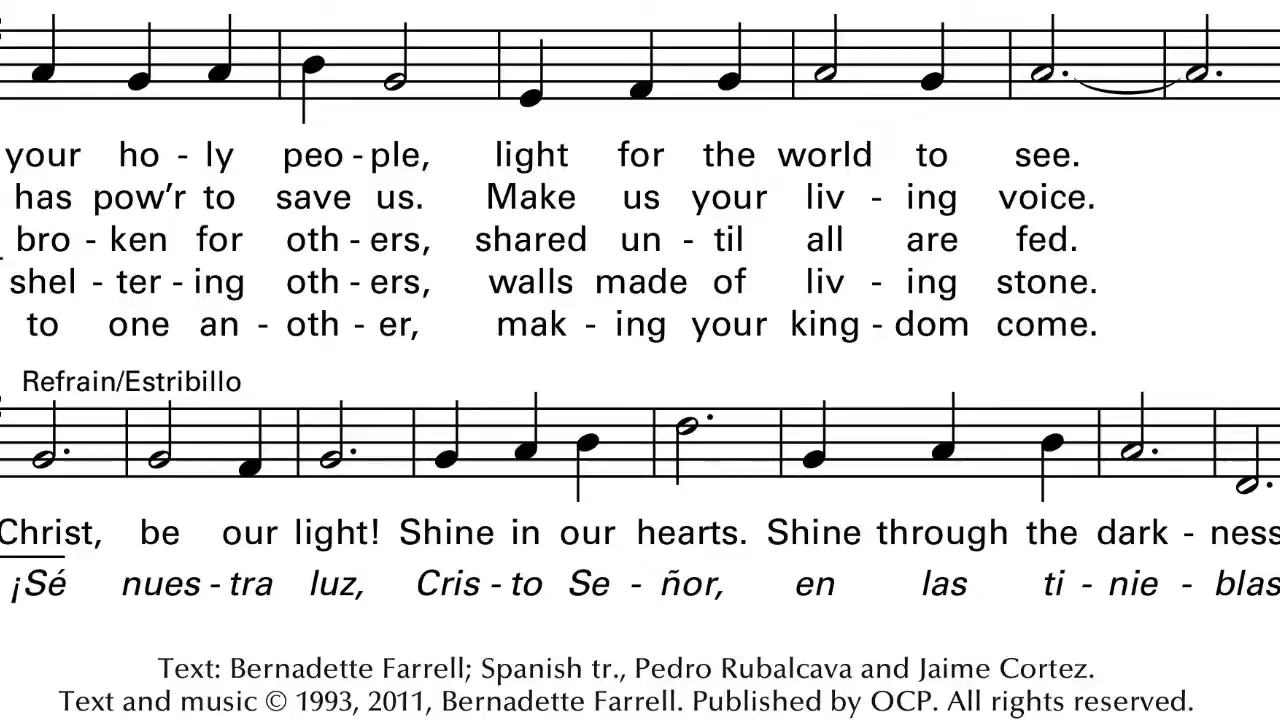 your ho - ly peo - ple, light for the world to see.
has pow'r to save us. Make us your liv - ing voice.
bro - ken for oth - ers, shared un - til all are fed.
shel - ter - ing oth - ers, walls made of liv - ing stone.
to one an - oth - er, mak - ing your king - dom come.
Refrain/Estribillo
Christ, be our light! Shine in our hearts. Shine through the dark - ness
¡Sé nues - tra luz, Cris - to Se - ñor, en las ti - nie - blas
Text: Bernadette Farrell; Spanish tr., Pedro Rubalcava and Jaime Cortez.
Text and music © 1993, 2011, Bernadette Farrell. Published by OCP. All rights reserved.